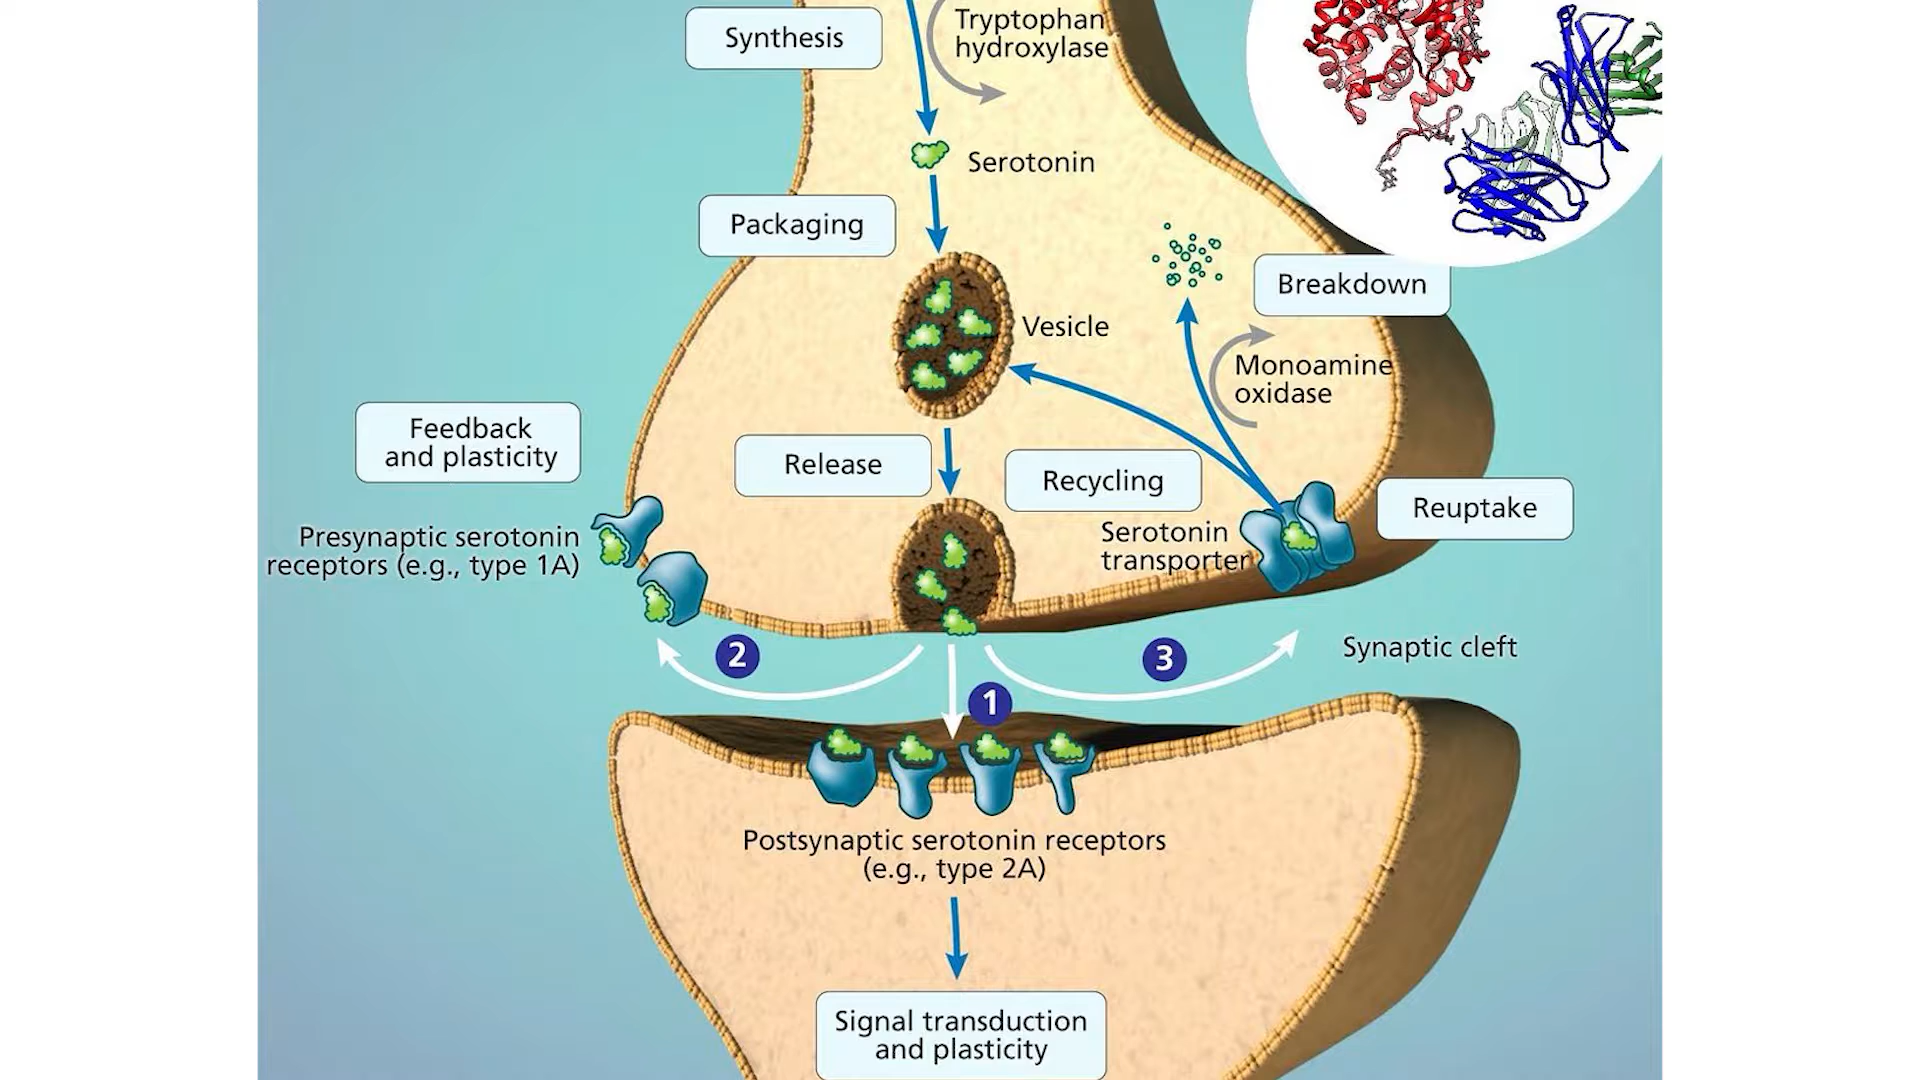 Synthesis
Tryptophan
hydroxylase
Serotonin
Packaging
Vesicle
Breakdown
Monoamine
oxidase
Feedback
and plasticity
Release
Recycling
Reuptake
Presynaptic serotonin
receptors (e.g., type 1A)
Serotonin
transporter
2
3
Synaptic cleft
1
Postsynaptic serotonin receptors
(e.g., type 2A)
Signal transduction
and plasticity